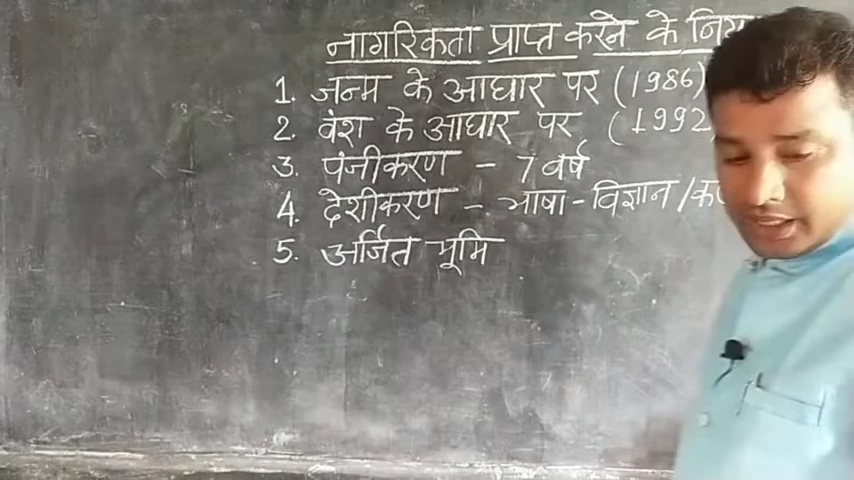 नागरिकता प्राप्त करने के
1. जन्म के आधार पर (1986)
2. वंश के आधार पर (1992
3. पंजीकरण - 7 वर्ष
4. देशीकरण - भाषा - विज्ञान /
5. अर्जित भूमि